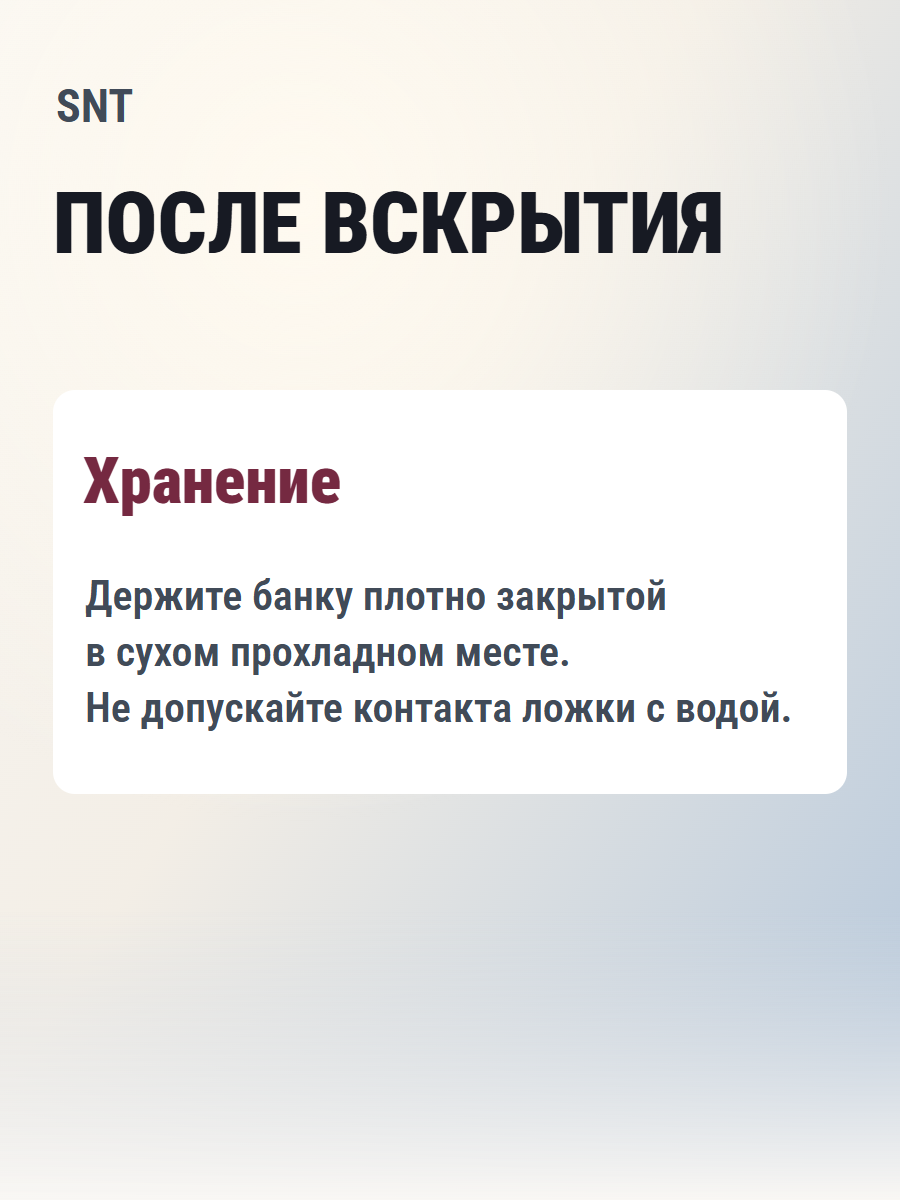 SNT
ПОСЛЕ ВСКРЫТИЯ
Хранение
Держите банку плотно закрытой
в сухом прохладном месте.
Не допускайте контакта ложки с водой.